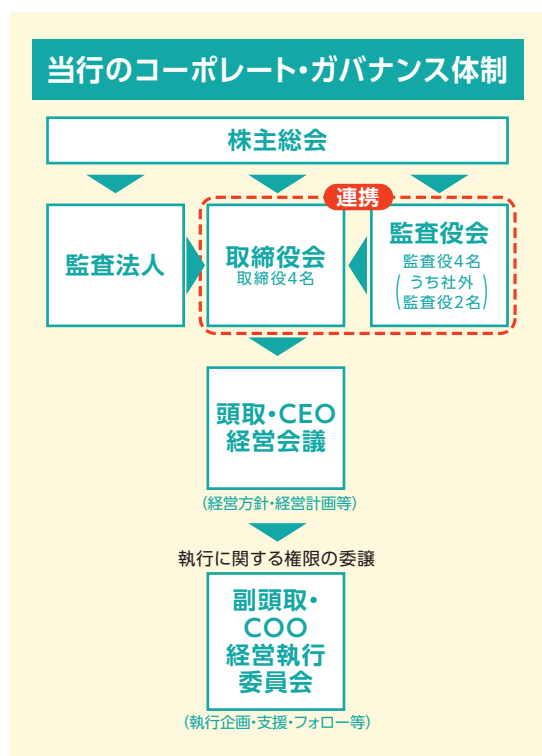 当行のコーポレート・ガバナンス体制
株主総会
連携
監査法人
取締役会
取締役4名
監査役会
監査役4名
(うち社外
監査役2名)
頭取・CEO
経営会議
(経営方針・経営計画等)
執行に関する権限の委譲
副頭取・
COO
経営執行
委員会
(執行企画・支援・フォロー等)